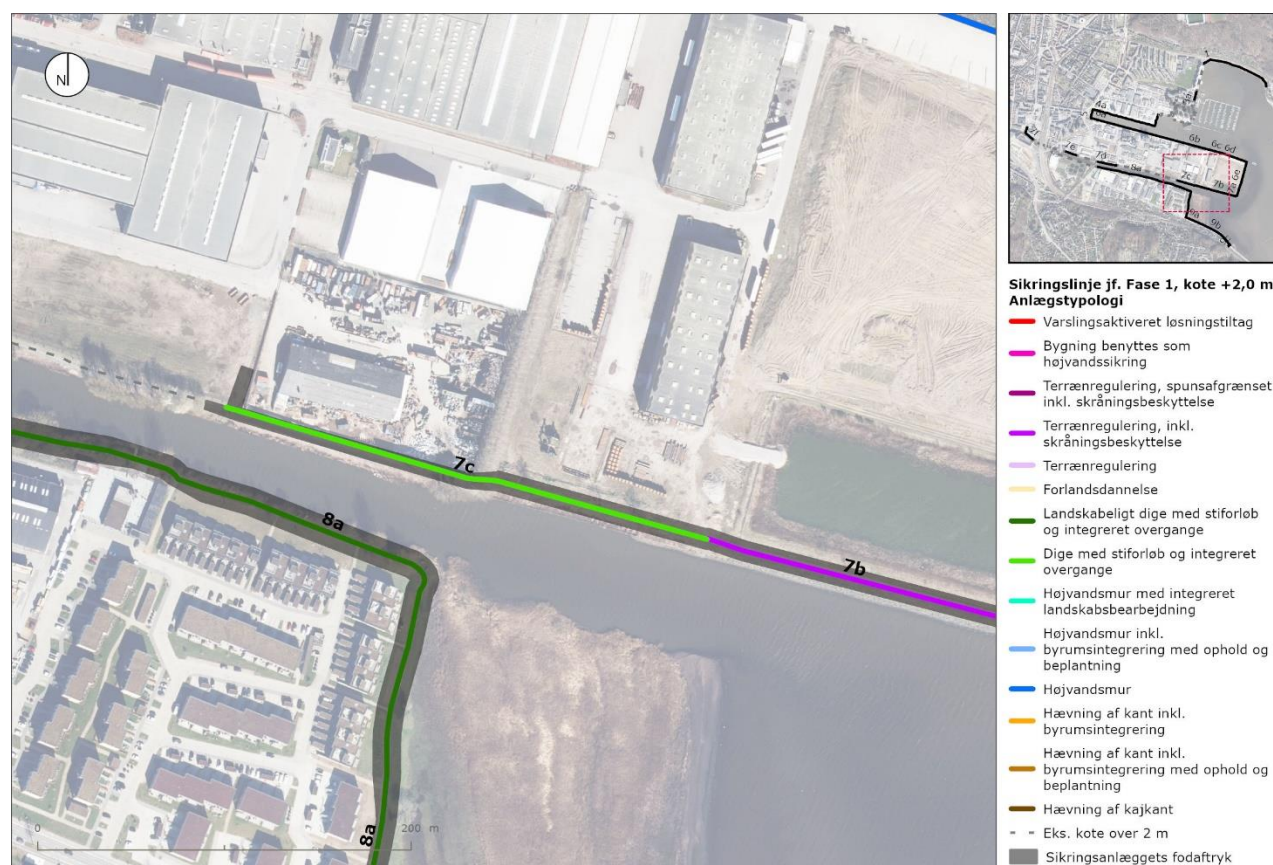 N
7c
8a
7b
8a
0
200 m
7
4a
6a
6b
6c 6d
6e
7f
7e
7d
8a
7c
7b
9a
9b
Sikringslinje jf. Fase 1, kote +2,0 m
Anlægstypologi
Varslingsaktiveret løsningstiltag
Bygning benyttes som
højvandssikring
Terrænregulering, spunsafgrænset
inkl. skråningsbeskyttelse
Terrænregulering, inkl.
skråningsbeskyttelse
Terrænregulering
Forlandsdannelse
Landskabeligt dige med stiforløb
og integreret overgange
Dige med stiforløb og integreret
overgange
Højvandsmur med integreret
landskabsbearbejdning
Højvandsmur inkl.
byrumsintegrering med ophold og
beplantning
Højvandsmur
Hævning af kant inkl.
byrumsintegrering
Hævning af kant inkl.
byrumsintegrering med ophold og
beplantning
Hævning af kajkant
Eks. kote over 2 m
Sikringsanlæggets fodaftryk